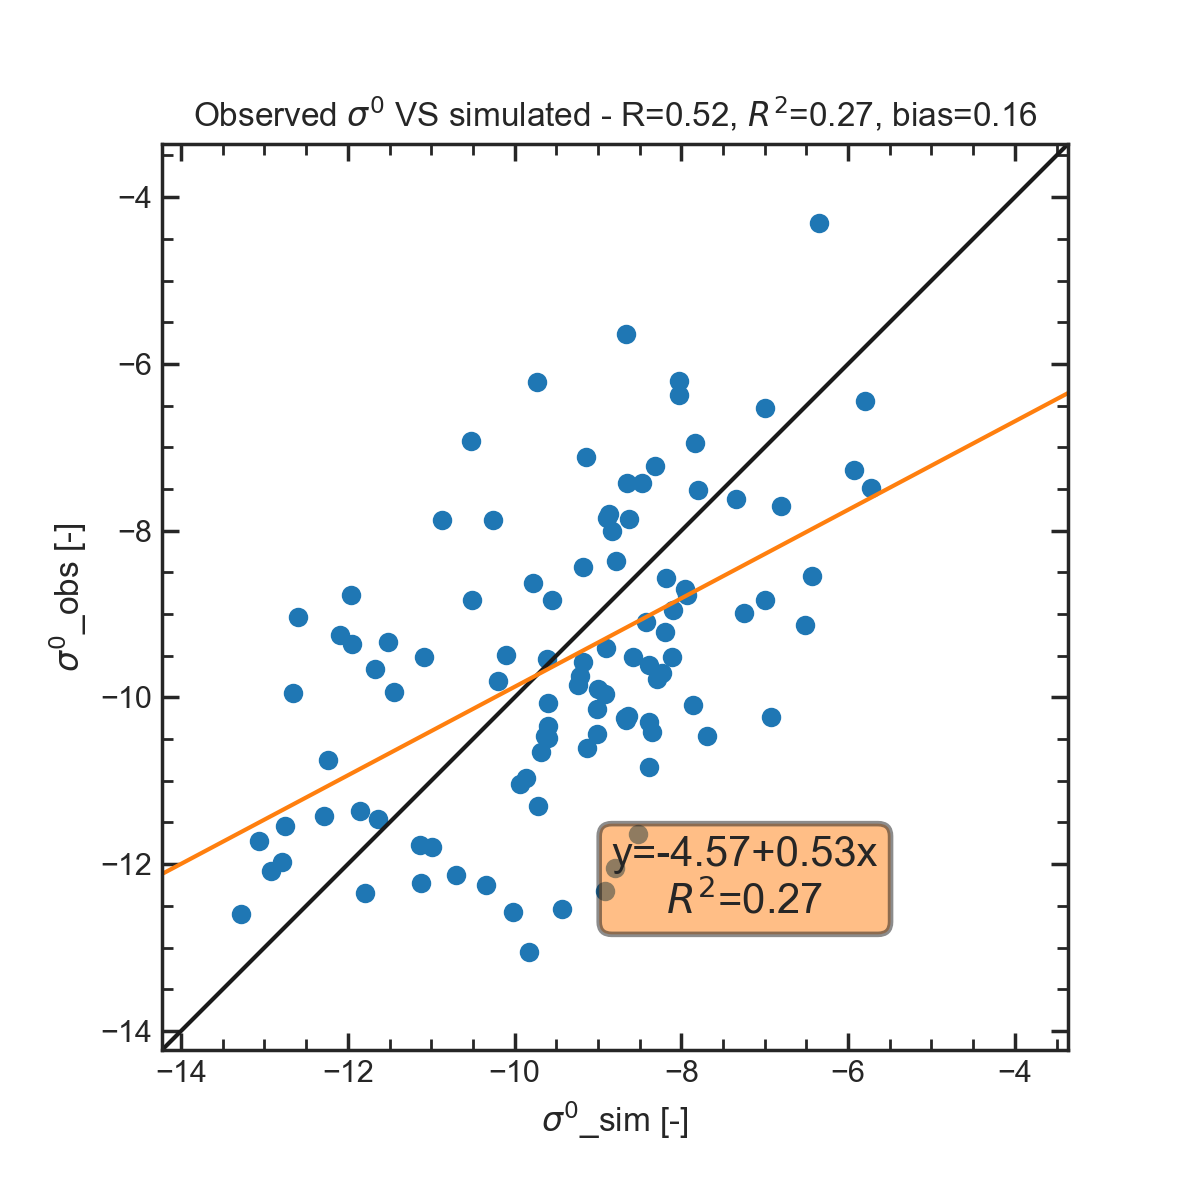 Observed σ⁰ VS simulated - R=0.52, R²=0.27, bias=0.16
−4
−6
−8
−10
−12
−14
σ⁰_obs [-]
y=-4.57+0.53x
R²=0.27
−14 −12 −10 −8 −6 −4
σ⁰_sim [-]